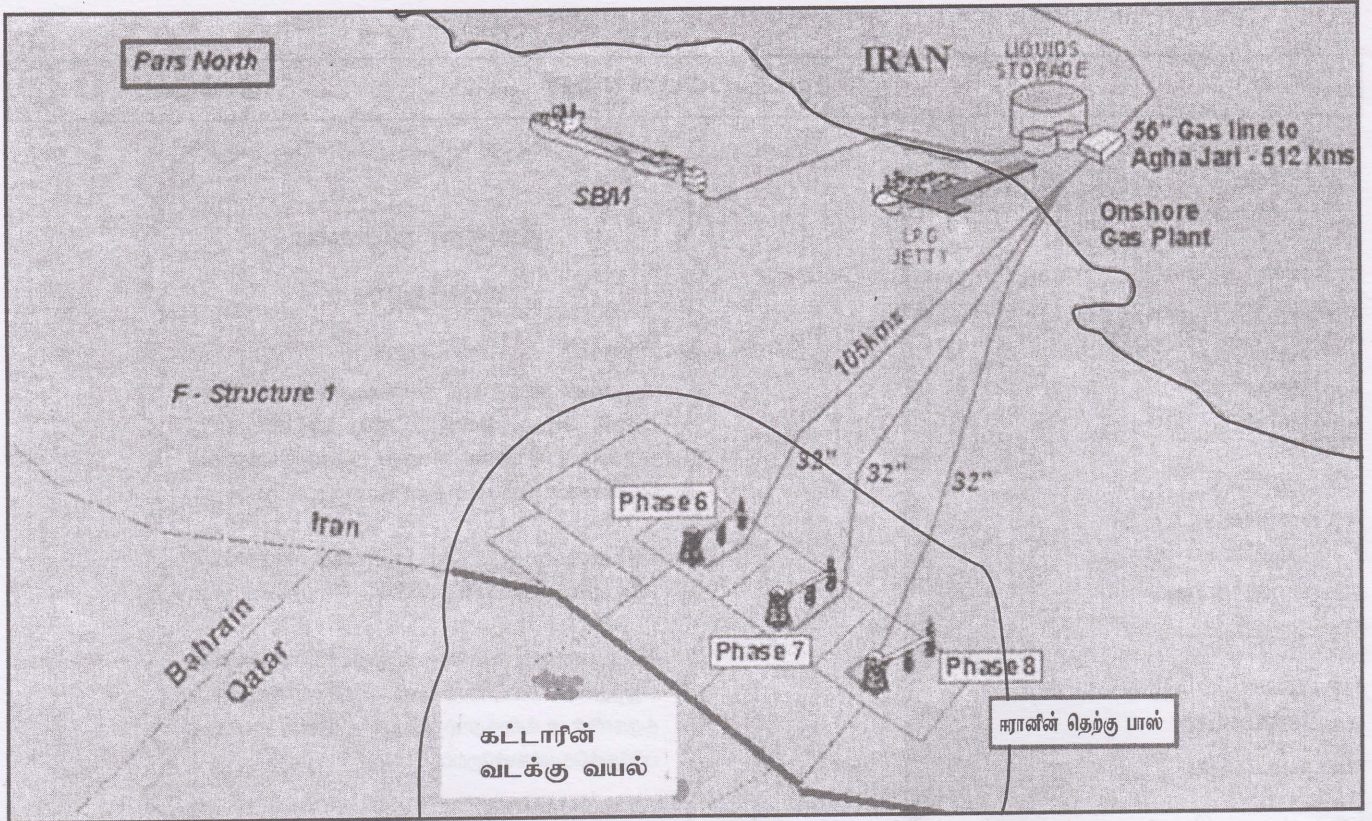 Pars North
IRAN
LIQUIDS
STORAGE
56" Gas line to
Agha Jari - 512 kms
SBM
LPG
JETTY
Onshore
Gas Plant
105kms
F - Structure 1
32"
32"
32"
Phase 6
Iran
Bahrain
Qatar
Phase 7
Phase 8
ஈரானின் தெற்கு பாஸ்
கட்டாரின்
வடக்கு வயல்